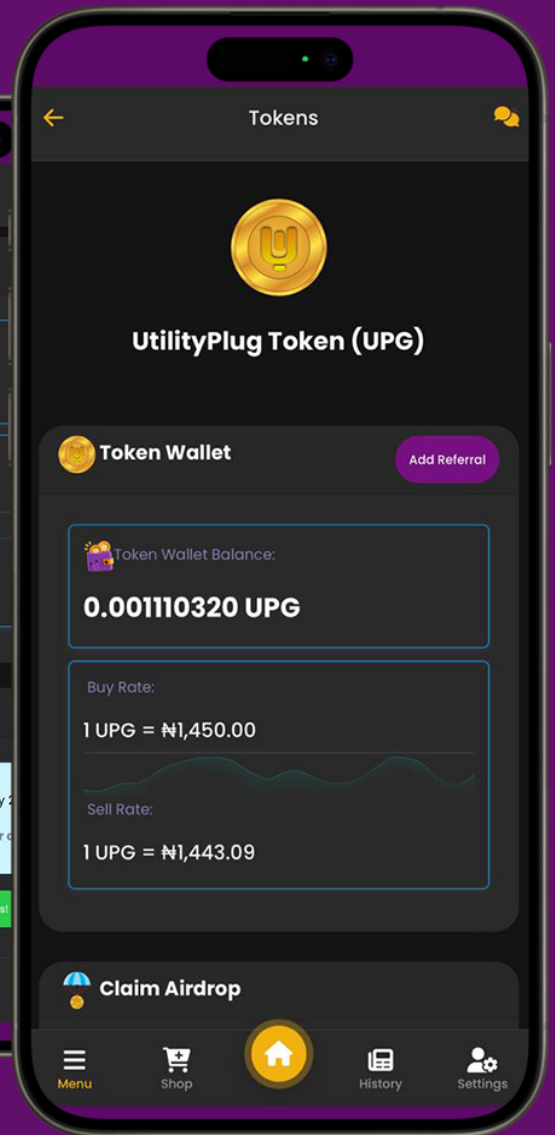 Tokens
UtilityPlug Token (UPG)
Token Wallet
Add Referral
Token Wallet Balance:
0.001110320 UPG
Buy Rate:
1 UPG = ₦1,450.00
Sell Rate:
1 UPG = ₦1,443.09
Claim Airdrop
Menu
Shop
History
Settings